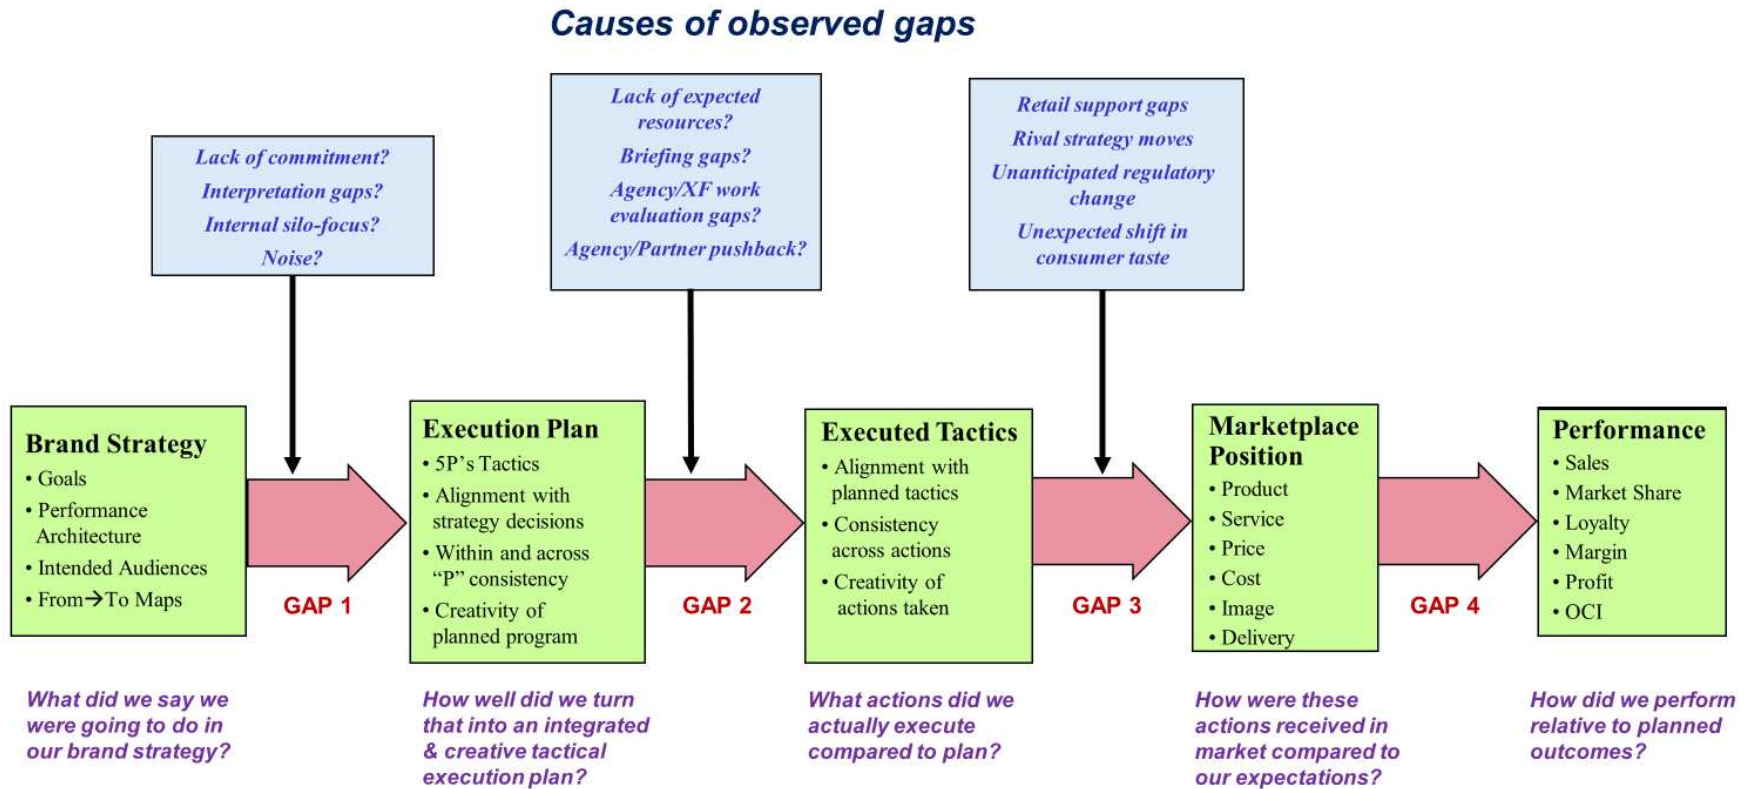 Causes of observed gaps
Lack of commitment?
Interpretation gaps?
Internal silo-focus?
Noise?
Lack of expected
resources?
Briefing gaps?
Agency/XF work
evaluation gaps?
Agency/Partner pushback?
Retail support gaps
Rival strategy moves
Unanticipated regulatory
change
Unexpected shift in
consumer taste
Brand Strategy
• Goals
• Performance
Architecture
• Intended Audiences
• From→To Maps
GAP 1
Execution Plan
• 5P's Tactics
• Alignment with
strategy decisions
• Within and across
“P” consistency
• Creativity of
planned program
GAP 2
Executed Tactics
• Alignment with
planned tactics
• Consistency
across actions
• Creativity of
actions taken
GAP 3
Marketplace
Position
• Product
• Service
• Price
• Cost
• Image
• Delivery
GAP 4
Performance
• Sales
• Market Share
• Loyalty
• Margin
• Profit
• OCI
What did we say we
were going to do in
our brand strategy?
How well did we turn
that into an integrated
& creative tactical
execution plan?
What actions did we
actually execute
compared to plan?
How were these
actions received in
market compared to
our expectations?
How did we perform
relative to planned
outcomes?